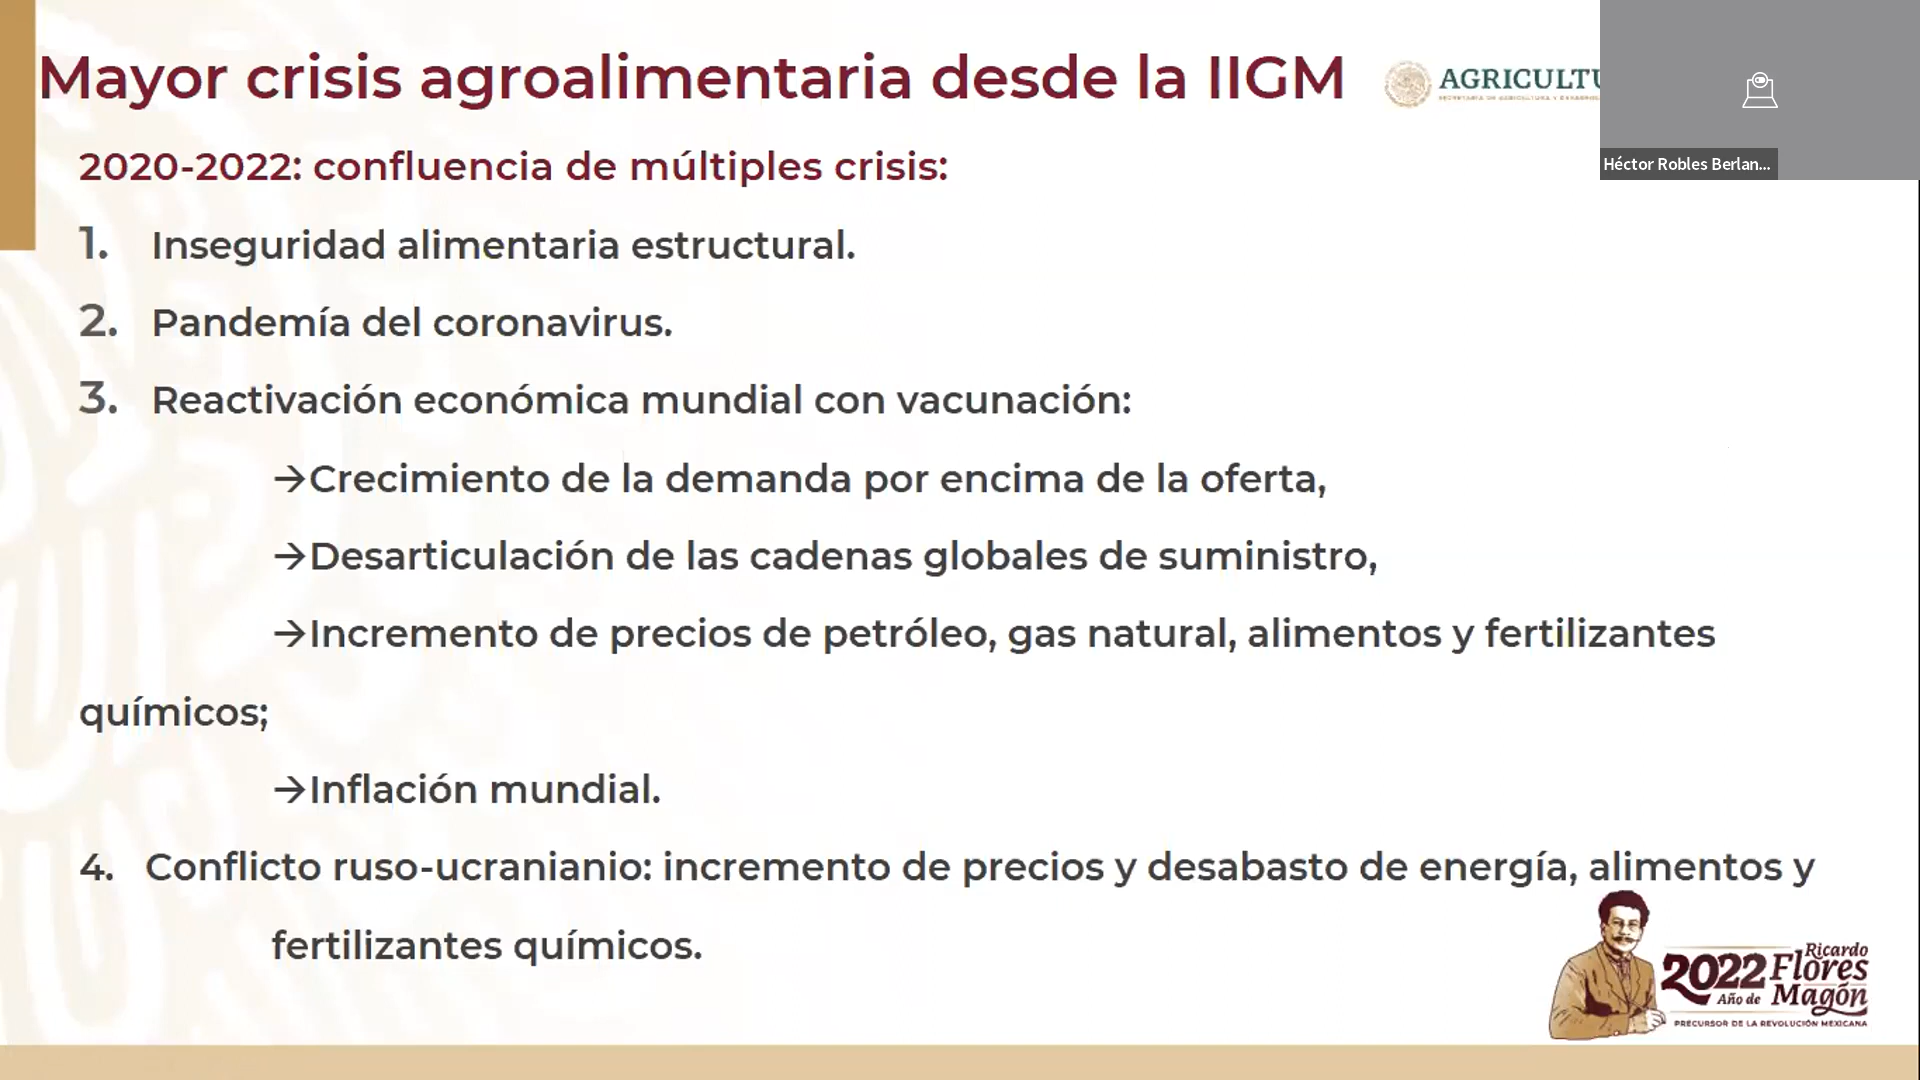 Mayor crisis agroalimentaria desde la IIGM
AGRICULTU
Héctor Robles Berlan...
2020-2022: confluencia de múltiples crisis:
1. Inseguridad alimentaria estructural.
2. Pandemía del coronavirus.
3. Reactivación económica mundial con vacunación:
→Crecimiento de la demanda por encima de la oferta,
→Desarticulación de las cadenas globales de suministro,
→Incremento de precios de petróleo, gas natural, alimentos y fertilizantes
químicos;
→Inflación mundial.
4. Conflicto ruso-ucranianio: incremento de precios y desabasto de energía, alimentos y
fertilizantes químicos.
2022 Ricardo
Año de Flores
Magón
PRECURSOR DE LA REVOLUCIÓN MEXICANA